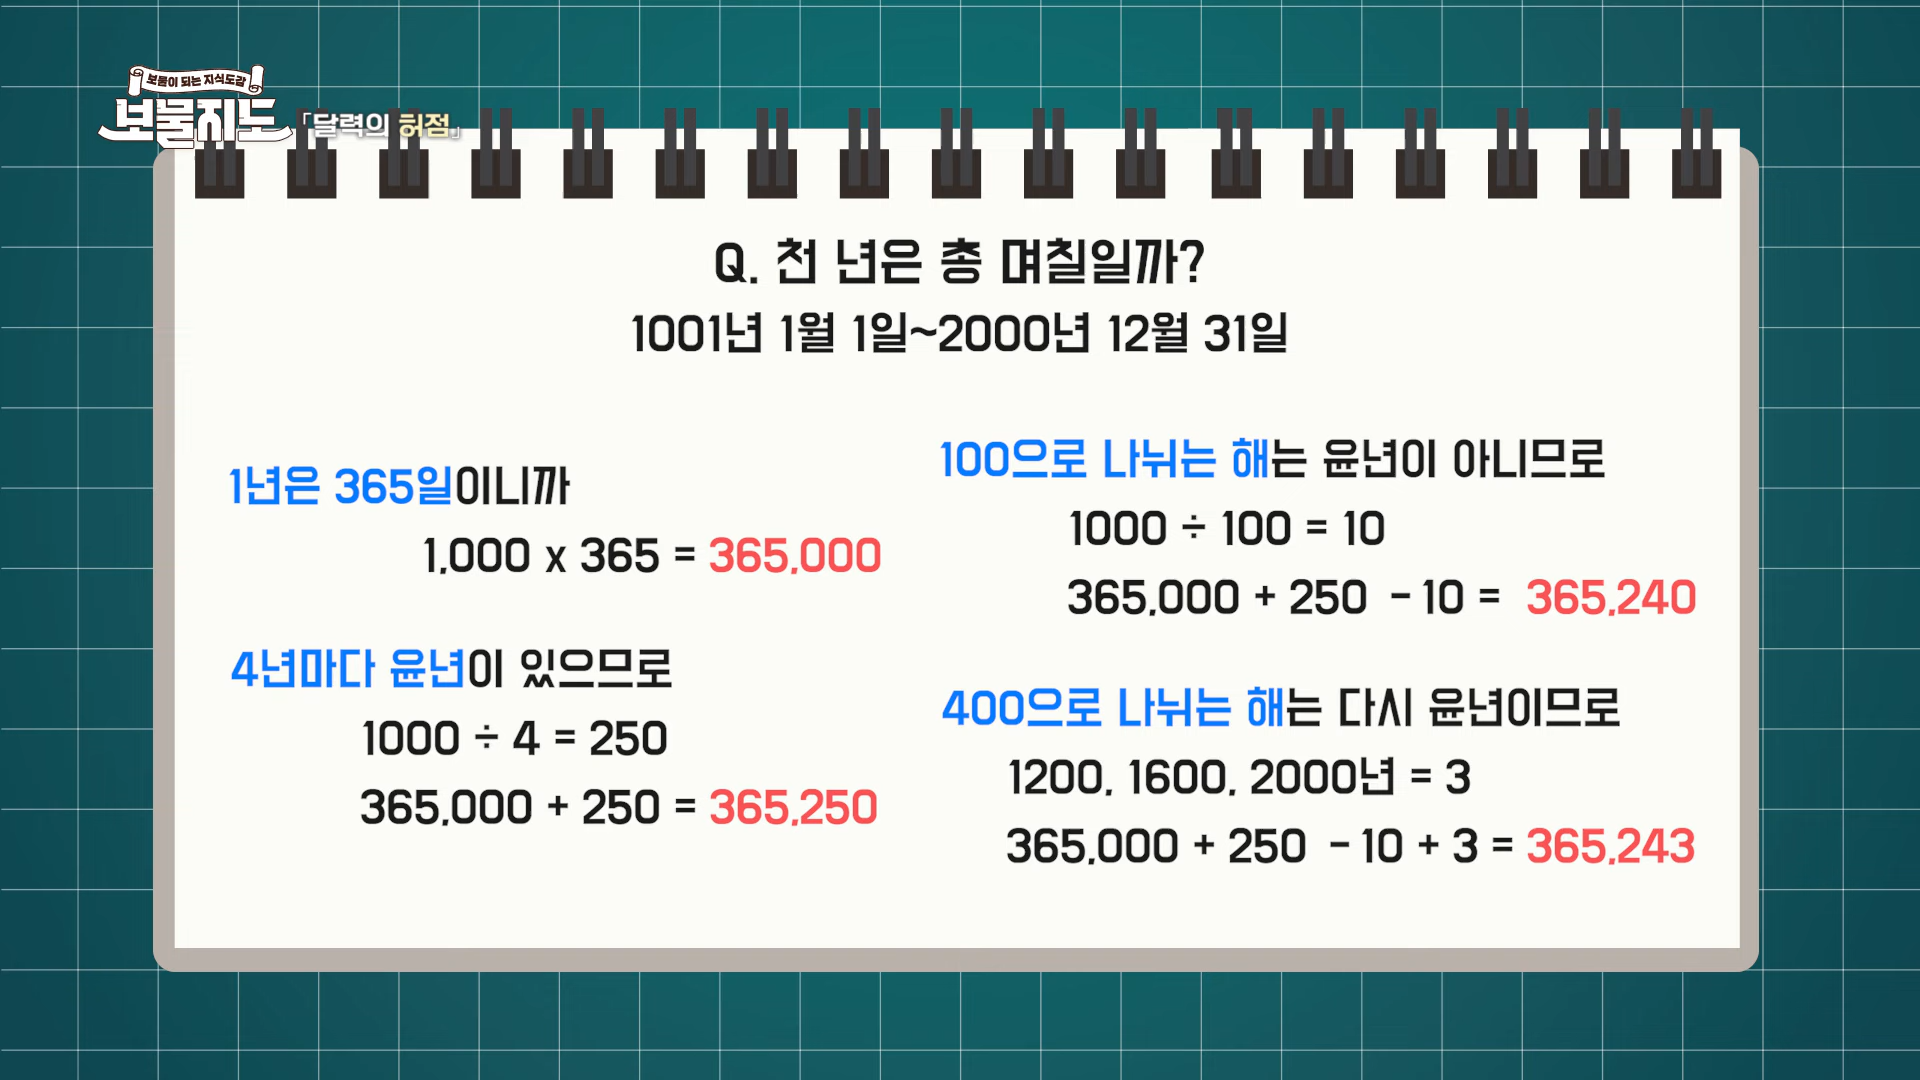 보물이 되는 지식도감
보물지도
「달력의 허점」
Q. 천 년은 총 며칠일까?
1001년 1월 1일~2000년 12월 31일
1년은 365일이니까
1,000 x 365 = 365,000
4년마다 윤년이 있으므로
1000 ÷ 4 = 250
365,000 + 250 = 365,250
100으로 나눠는 해는 윤년이 아니므로
1000 ÷ 100 = 10
365,000 + 250 - 10 = 365,240
400으로 나눠는 해는 다시 윤년이므로
1200, 1600, 2000년 = 3
365,000 + 250 - 10 + 3 = 365,243